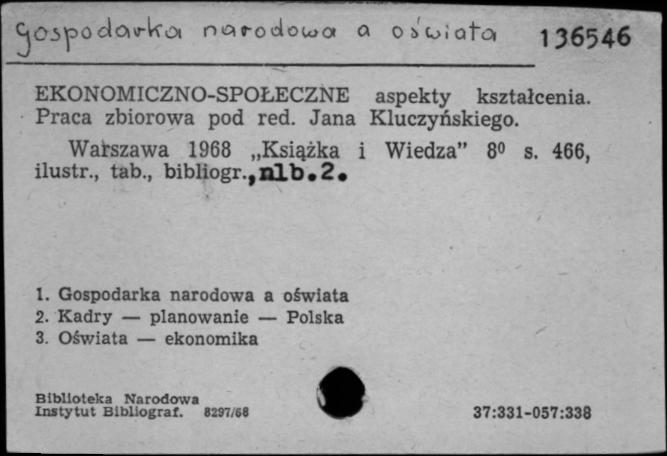 Gospodarka narodowa a oświata 136546
EKONOMICZNO-SPOŁECZNE aspekty kształcenia.
Praca zbiorowa pod red. Jana Kluczyńskiego.
Warszawa 1968 „Książka i Wiedza” 8⁰ s. 466,
ilustr., tab., bibliogr.,nlb.2.
1. Gospodarka narodowa a oświata
2. Kadry — planowanie — Polska
3. Oświata — ekonomika
Biblioteka Narodowa
Instytut Bibliograf. 8297/68 37:331-057:338